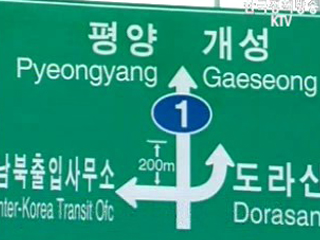 KTV
평양 개성
Pyeongyang Gaeseong
1
200m
남북출입사무소 도라산
Inter-Korea Transit Ofc Dorasan